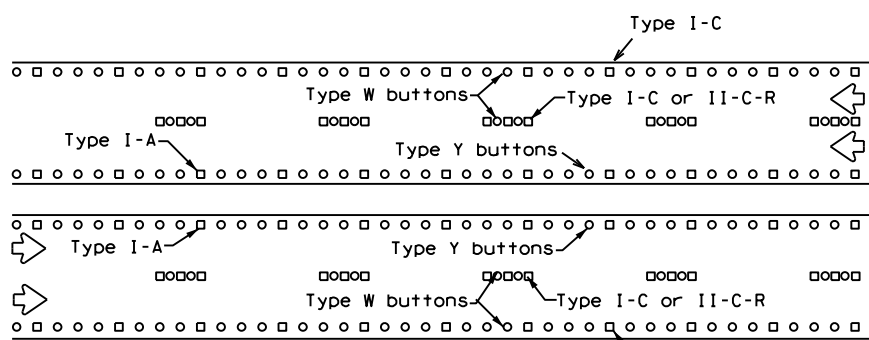 Type I-C
Type W buttons
Type I-C or II-C-R
Type I-A
Type Y buttons
Type I-A
Type Y buttons
Type W buttons
Type I-C or II-C-R